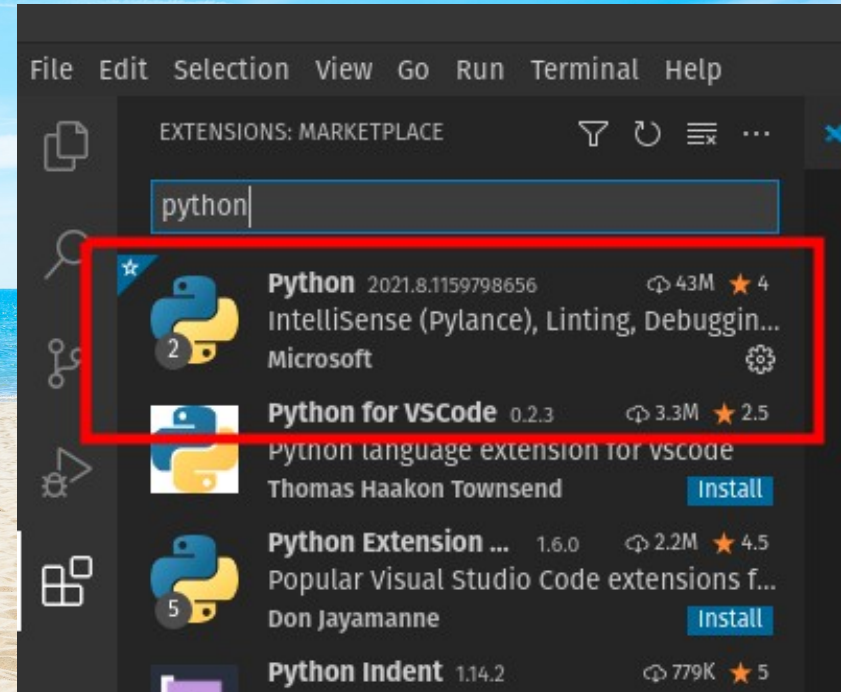 File Edit Selection View Go Run Terminal Help
EXTENSIONS: MARKETPLACE
python
Python 2021.8.1159798656 43M 4
IntelliSense (Pylance), Linting, Debuggin...
2
Microsoft
Python for VSCode 0.2.3 3.3M 2.5
Python language extension for vscode
Thomas Haakon Townsend Install
Python Extension ... 1.6.0 2.2M 4.5
Popular Visual Studio Code extensions f...
5
Don Jayamanne Install
Python Indent 1.14.2 779K 5